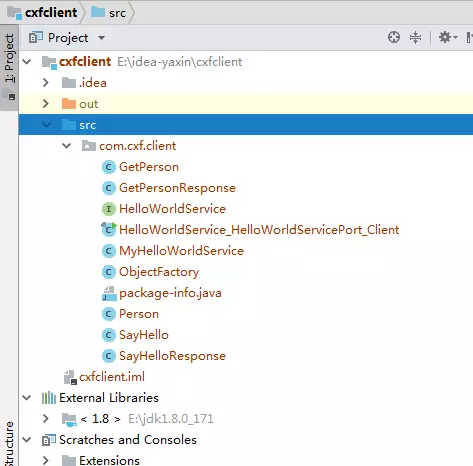 cxfclient src
1: Project
Project
cxfclient E:\idea-yaxin\cxfclient
.idea
out
src
com.cxf.client
C GetPerson
C GetPersonResponse
I HelloWorldService
C HelloWorldService_HelloWorldServicePort_Client
C MyHelloWorldService
C ObjectFactory
package-info.java
C Person
C SayHello
C SayHelloResponse
cxfclient.iml
External Libraries
< 1.8 > E:\jdk1.8.0_171
Scratches and Consoles
Extensions
Structure